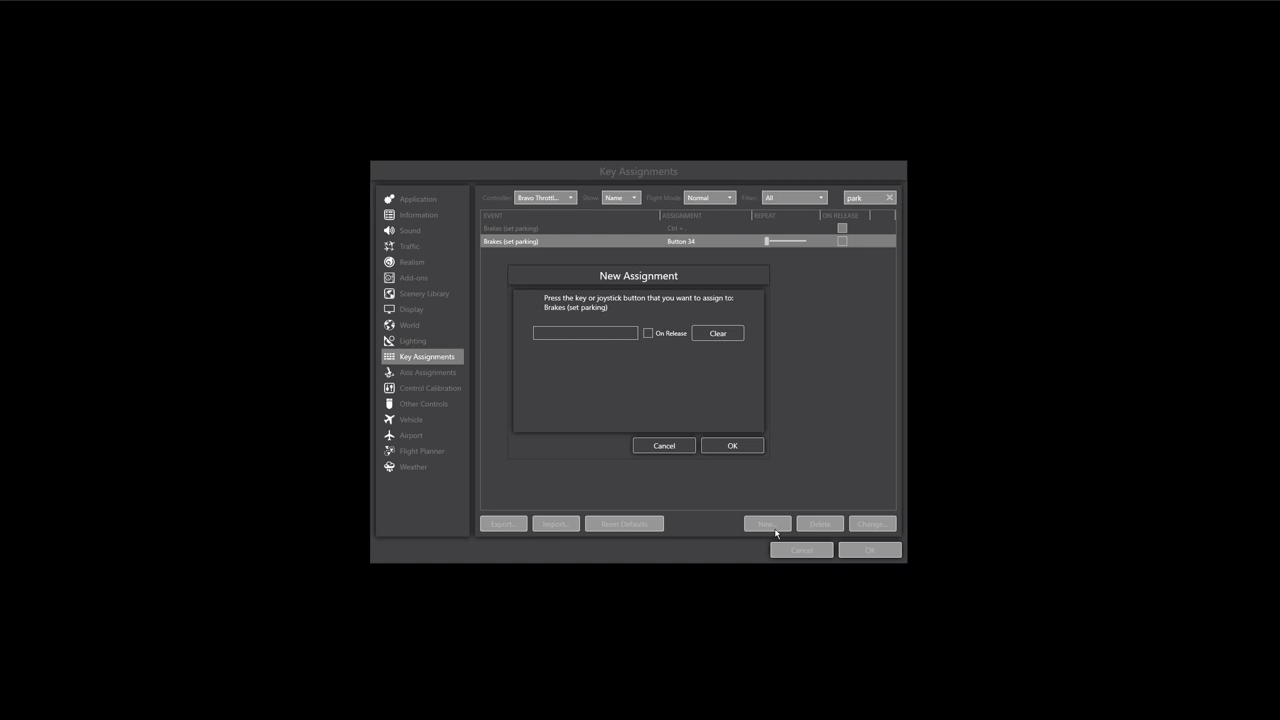 Key Assignments
Application
Information
Sound
Traffic
Realism
Add-ons
Scenery Library
Display
World
Lighting
Key Assignments
Axis Assignments
Control Calibration
Other Controls
Vehicle
Airport
Flight Planner
Weather
Controller: Bravo Throttl... Show: Name Flight Mode: Normal Filter: All park
EVENT ASSIGNMENT REPEAT ON RELEASE
Brakes (set parking) Ctrl + .
Brakes (set parking) Button 34
New Assignment
Press the key or joystick button that you want to assign to:
Brakes (set parking)
On Release Clear
Cancel OK
Export... Import... Reset Defaults New... Delete Change...
Cancel OK